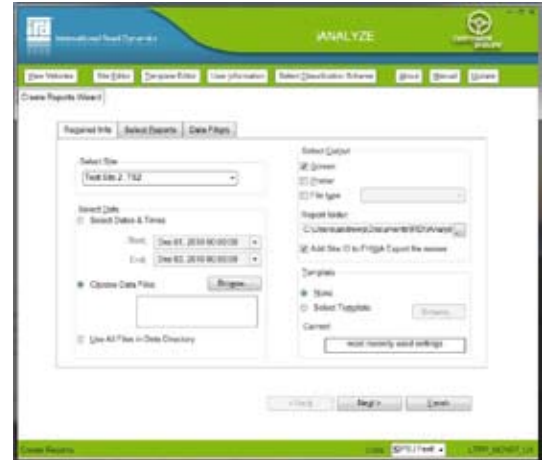 ird
International Road Dynamics
iANALYZE
View Vehicles
Site Editor
Template Editor
User Information
Select Classification Scheme
About
Manual
Update
Create Reports Wizard
Required Info
Select Reports
Data Filters
Select Site
Test Site 2, TS2
Select Date
Select Dates & Times
Start: Dec 01, 2010 00:00:00
End: Dec 02, 2010 00:00:00
Choose Data Files
Browse...
Use All Files in Data Directory
Select Output
Screen
Printer
File type
Report folder:
Add Site ID to FHWA Export file names
Template
None
Select Template
Browse...
Current
most recently used settings
< Back
Next >
Finish
Create Reports